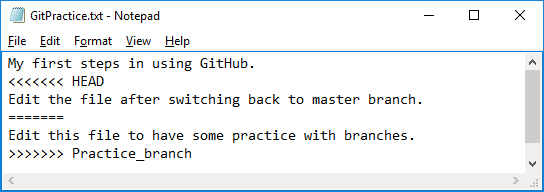 GitPractice.txt - Notepad
File Edit Format View Help
My first steps in using GitHub.
<<<<<<< HEAD
Edit the file after switching back to master branch.
=======
Edit this file to have some practice with branches.
>>>>>>> Practice_branch